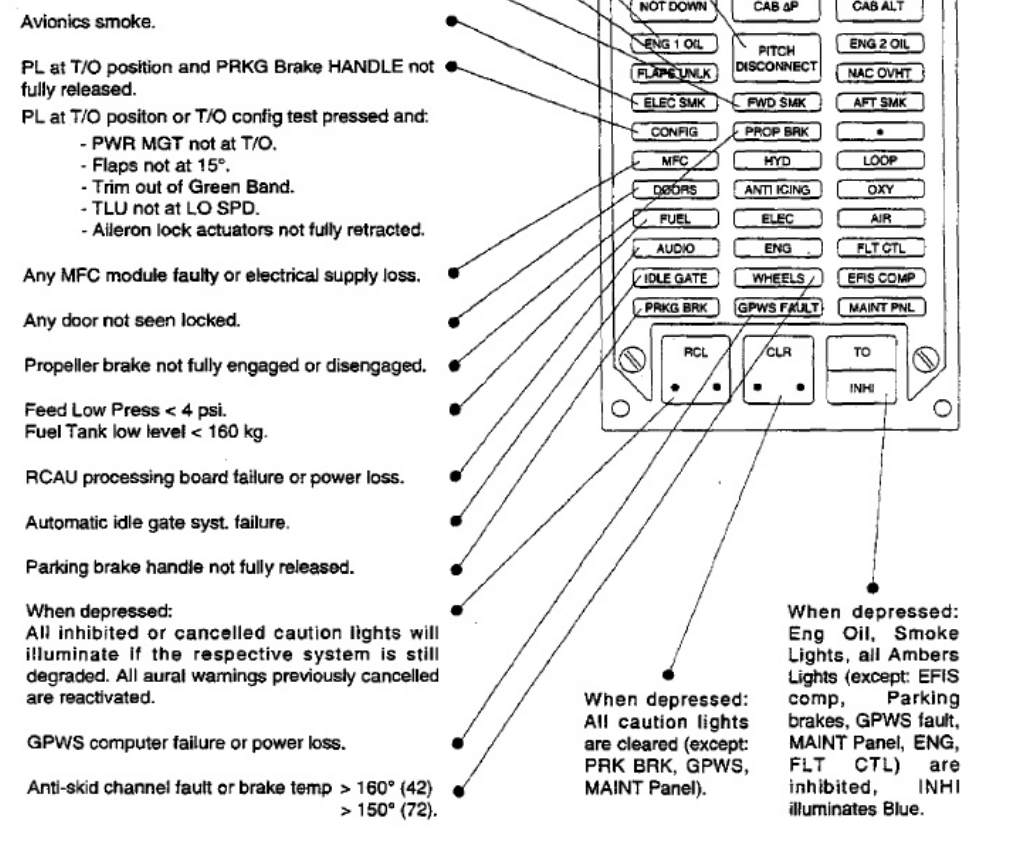 Avionics smoke.
PL at T/O position and PRKG Brake HANDLE not
fully released.
PL at T/O positon or T/O config test pressed and:
- PWR MGT not at T/O.
- Flaps not at 15°.
- Trim out of Green Band.
- TLU not at LO SPD.
- Aileron lock actuators not fully retracted.
Any MFC module faulty or electrical supply loss.
Any door not seen locked.
Propeller brake not fully engaged or disengaged.
Feed Low Press < 4 psi.
Fuel Tank low level < 160 kg.
RCAU processing board failure or power loss.
Automatic idle gate syst. failure.
Parking brake handle not fully released.
When depressed:
All inhibited or cancelled caution lights will
illuminate if the respective system is still
degraded. All aural warnings previously cancelled
are reactivated.
GPWS computer failure or power loss.
Anti-skid channel fault or brake temp > 160° (42)
> 150° (72).
NOT DOWN
CAB ΔP
CAB ALT
ENG 1 OIL
PITCH
DISCONNECT
ENG 2 OIL
FLAPS UNLK
NAC OVHT
ELEC SMK
FWD SMK
AFT SMK
CONFIG
PROP BRK
•
MFC
HYD
LOOP
DOORS
ANTI ICING
OXY
FUEL
ELEC
AIR
AUDIO
ENG
FLT CTL
IDLE GATE
WHEELS
EFIS COMP
PRKG BRK
GPWS FAULT
MAINT PNL
RCL
CLR
TO
INHI
When depressed:
All caution lights
are cleared (except:
PRK BRK, GPWS,
MAINT Panel).
When depressed:
Eng Oil, Smoke
Lights, all Ambers
Lights (except: EFIS
comp, Parking
brakes, GPWS fault,
MAINT Panel, ENG,
FLT CTL) are
inhibited, INHI
illuminates Blue.